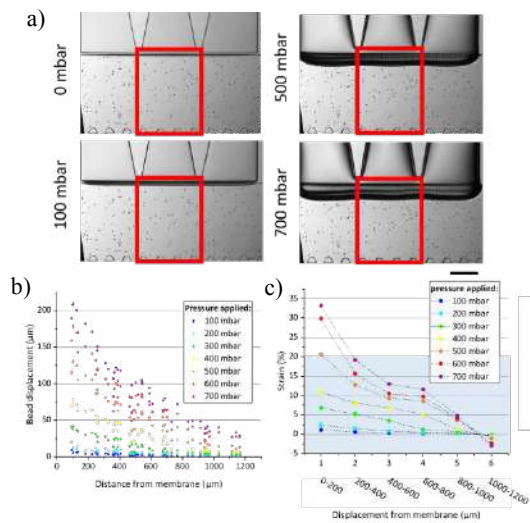 a)
0 mbar
500 mbar
100 mbar
700 mbar
b)
Bead displacement (μm)
200
150
100
50
0
Pressure applied:
100 mbar
200 mbar
300 mbar
400 mbar
500 mbar
600 mbar
700 mbar
0 200 400 600 800 1000 1200
Distance from membrane (μm)
c)
Strain (%)
35
30
25
20
15
10
5
0
-5
pressure applied:
100 mbar
200 mbar
300 mbar
400 mbar
500 mbar
600 mbar
700 mbar
1 2 3 4 5 6
0-200 200-400 400-600 600-800 800-1000 1000-1200
Displacement from membrane (μm)